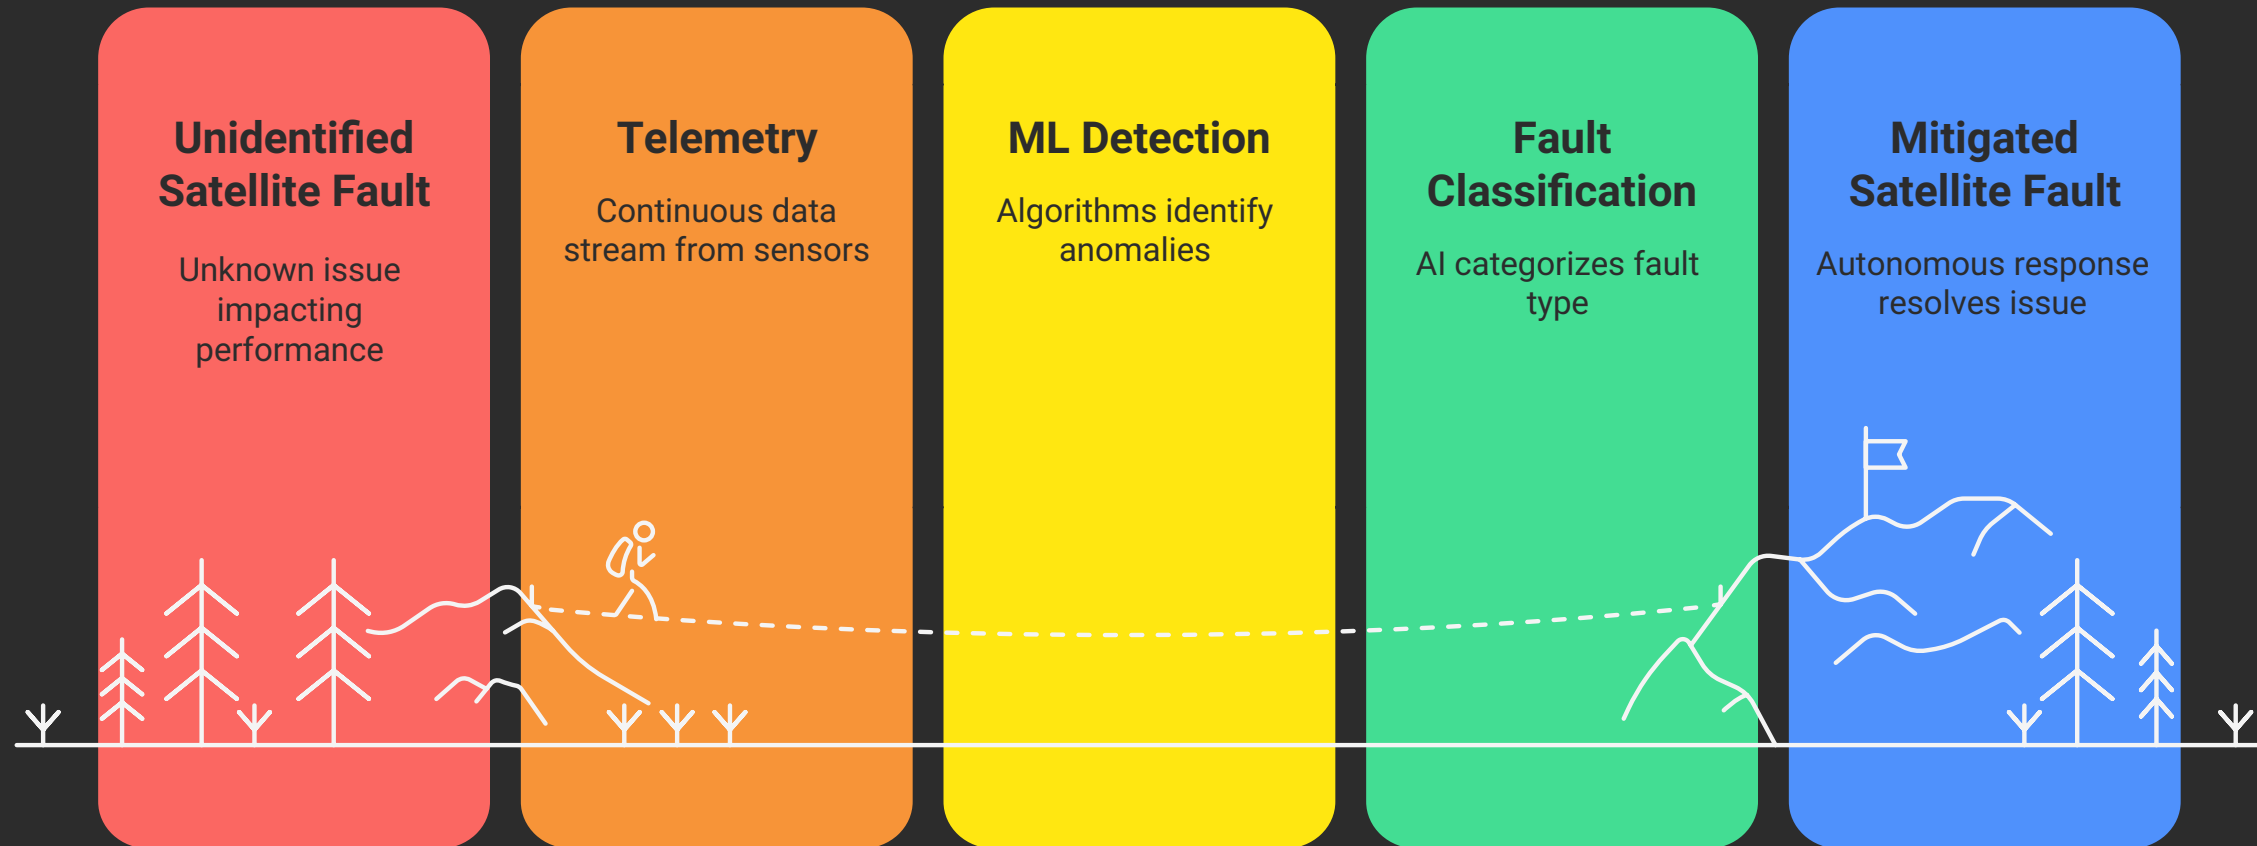 Unidentified
Satellite Fault
Unknown issue
impacting
performance
Telemetry
Continuous data
stream from sensors
ML Detection
Algorithms identify
anomalies
Fault
Classification
AI categorizes fault
type
Mitigated
Satellite Fault
Autonomous response
resolves issue